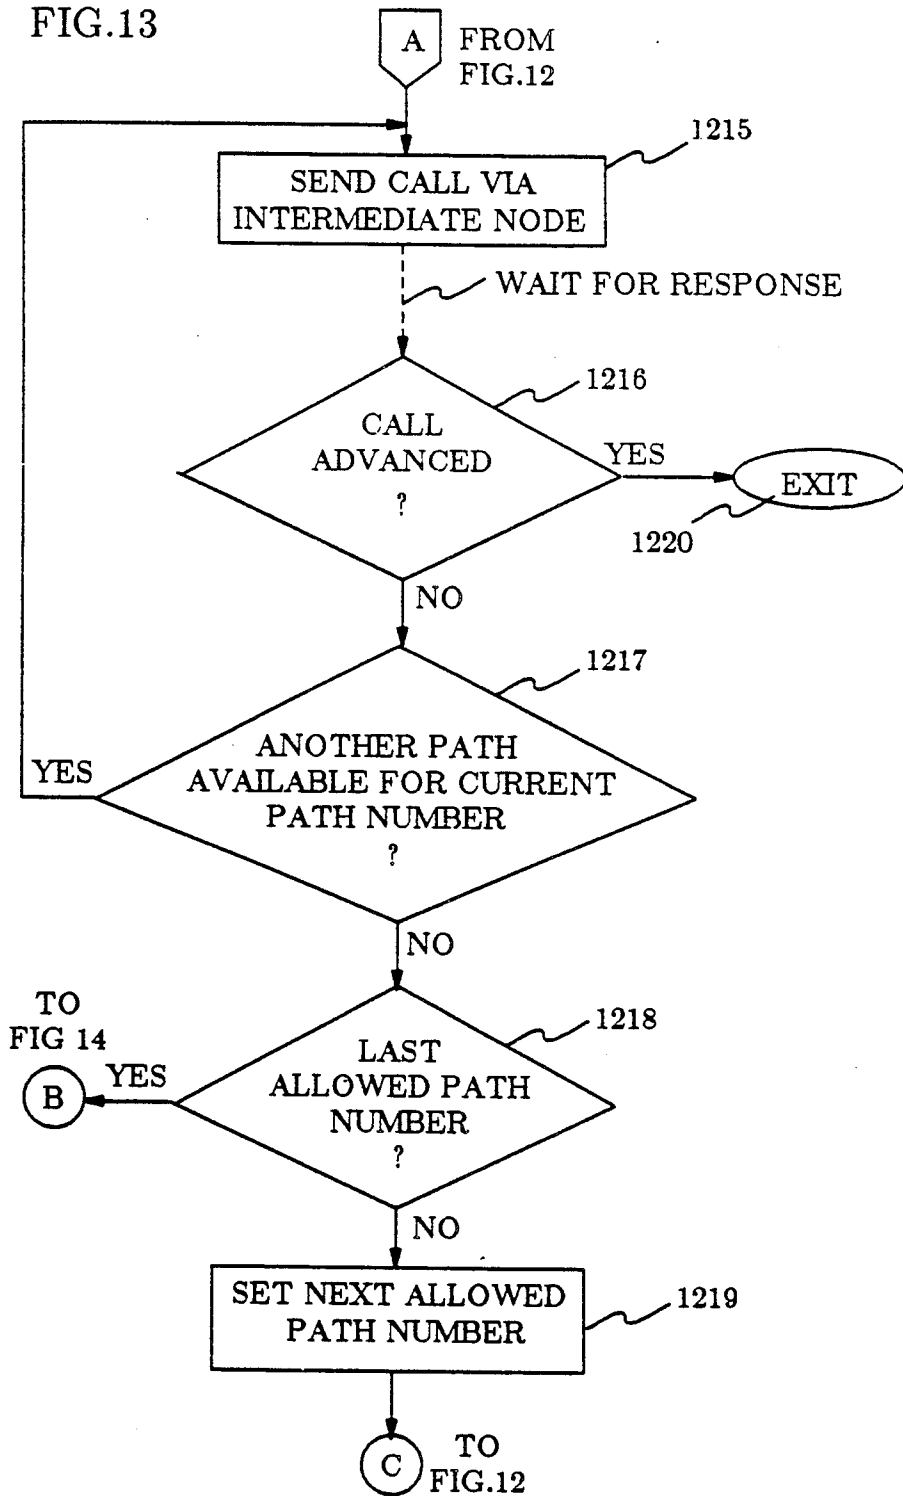 FIG.13
A
FROM
FIG.12
1215
SEND CALL VIA
INTERMEDIATE NODE
WAIT FOR RESPONSE
1216
CALL
ADVANCED
?
YES
EXIT
1220
NO
1217
ANOTHER PATH
AVAILABLE FOR CURRENT
PATH NUMBER
?
YES
NO
TO
FIG 14
B
YES
1218
LAST
ALLOWED PATH
NUMBER
?
NO
SET NEXT ALLOWED
PATH NUMBER
1219
C
TO
FIG.12